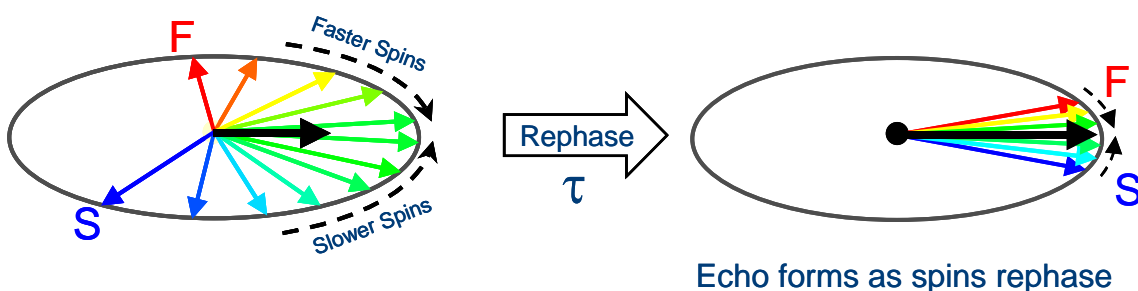 F
Faster Spins
S
Slower Spins
Rephase
τ
F
S
Echo forms as spins rephase